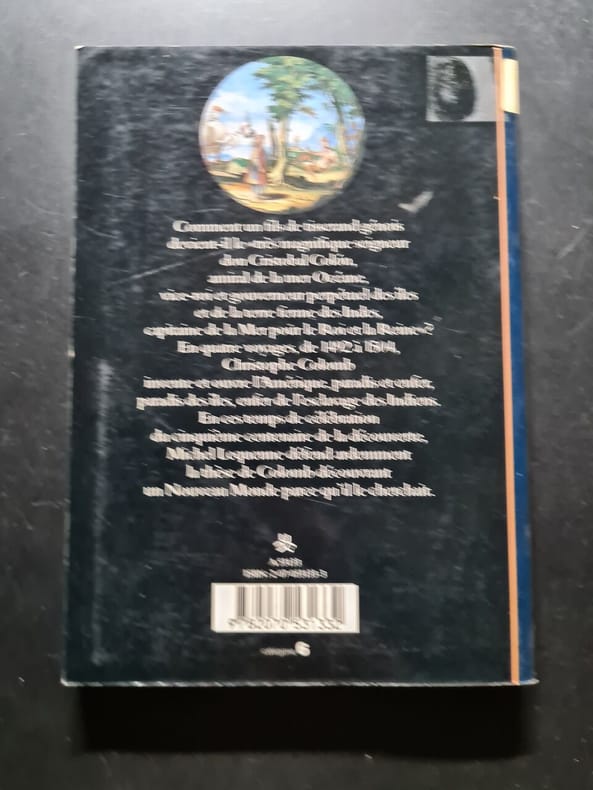 Comment un fils de tisserand génois
devient-il le «très magnifique seigneur
don Cristobal Colón,
amiral de la mer Océane,
vice-roi et gouverneur perpétuel des îles
et de la terre ferme des Indes,
capitaine de la Mer pour le Roi et la Reine»?
En quatre voyages, de 1492 à 1504,
Christophe Colomb
invente et ouvre l'Amérique, paradis et enfer,
paradis des îles, enfer de l'esclavage des Indiens.
En ces temps de célébration
du cinquième centenaire de la découverte,
Michel Lequenne défend ardemment
la thèse de Colomb découvrant
un Nouveau Monde parce qu'il le cherchait.
ISBN
catégorie 6